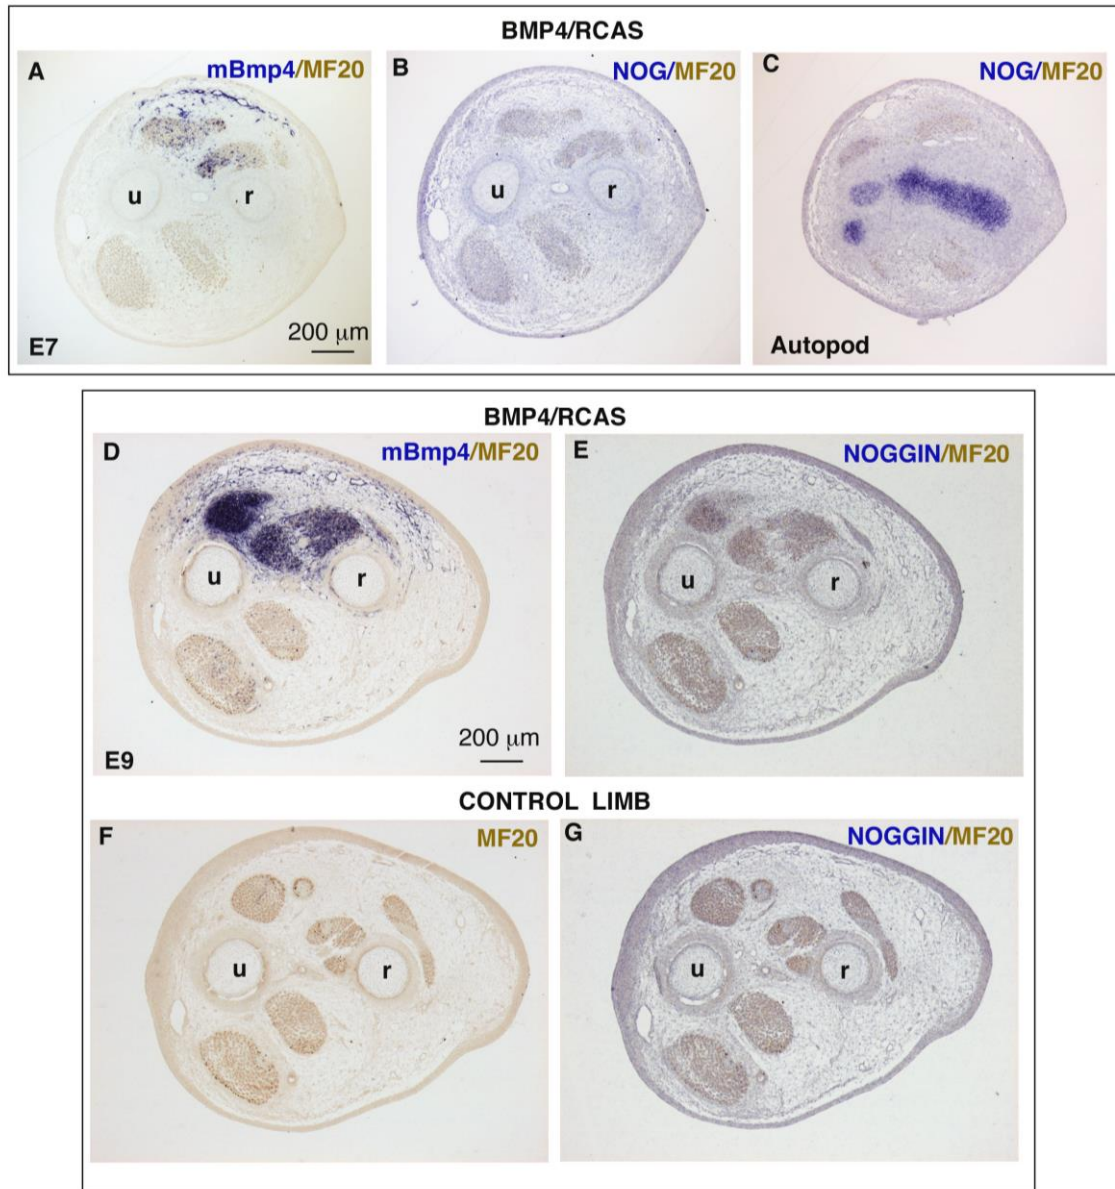 BMP4/RCAS
A
mBmp4/MF20
u
r
E7
200 µm
B
NOG/MF20
u
r
C
NOG/MF20
Autopod
BMP4/RCAS
D
mBmp4/MF20
u
r
E9
200 µm
E
NOGGIN/MF20
u
r
CONTROL LIMB
F
MF20
u
r
G
NOGGIN/MF20
u
r